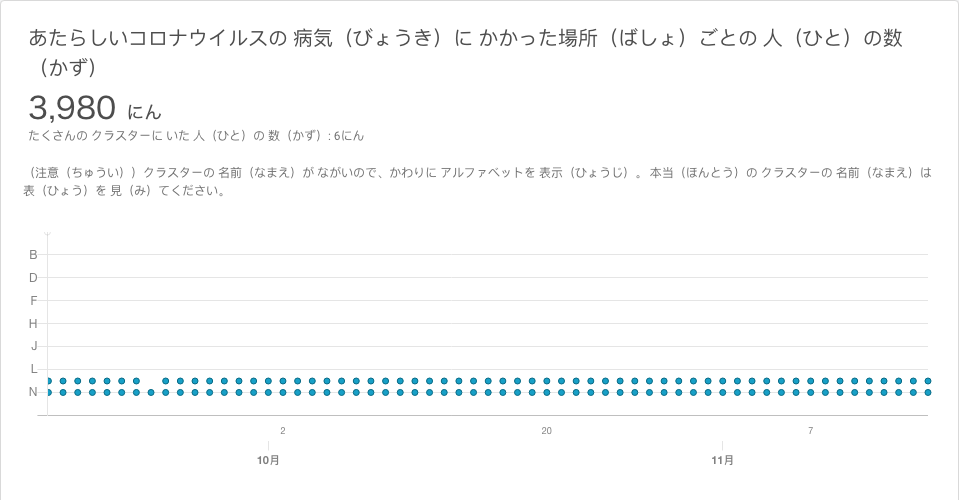 あたらしいコロナウイルスの 病気（びょうき）に かかった場所（ばしょ）ごとの 人（ひと）の数
（かず）
3,980 にん
たくさんの クラスターに いた 人（ひと）の 数（かず）: 6にん
（注意（ちゅうい））クラスターの 名前（なまえ）が ながいので、かわりに アルファベットを 表示（ひょうじ）。 本当（ほんとう）の クラスターの 名前（なまえ）は
表（ひょう）を 見（み）てください。
B
D
F
H
J
L
N
2 20 7
10月 11月